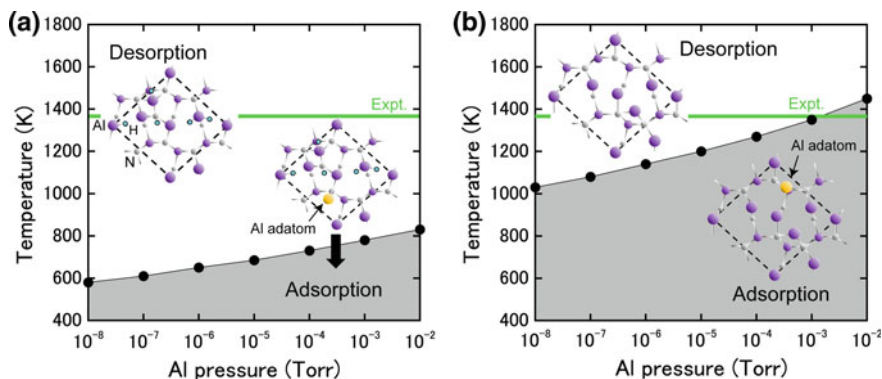 (a)
1800
1600
1400
1200
1000
800
600
400
Temperature (K)
Desorption
Expt.
Al
H
N
Al adatom
Adsorption
10⁻⁸
10⁻⁷
10⁻⁶
10⁻⁵
10⁻⁴
10⁻³
10⁻²
Al pressure (Torr)
(b)
1800
1600
1400
1200
1000
800
600
400
Temperature (K)
Desorption
Expt.
Al adatom
Adsorption
10⁻⁸
10⁻⁷
10⁻⁶
10⁻⁵
10⁻⁴
10⁻³
10⁻²
Al pressure (Torr)